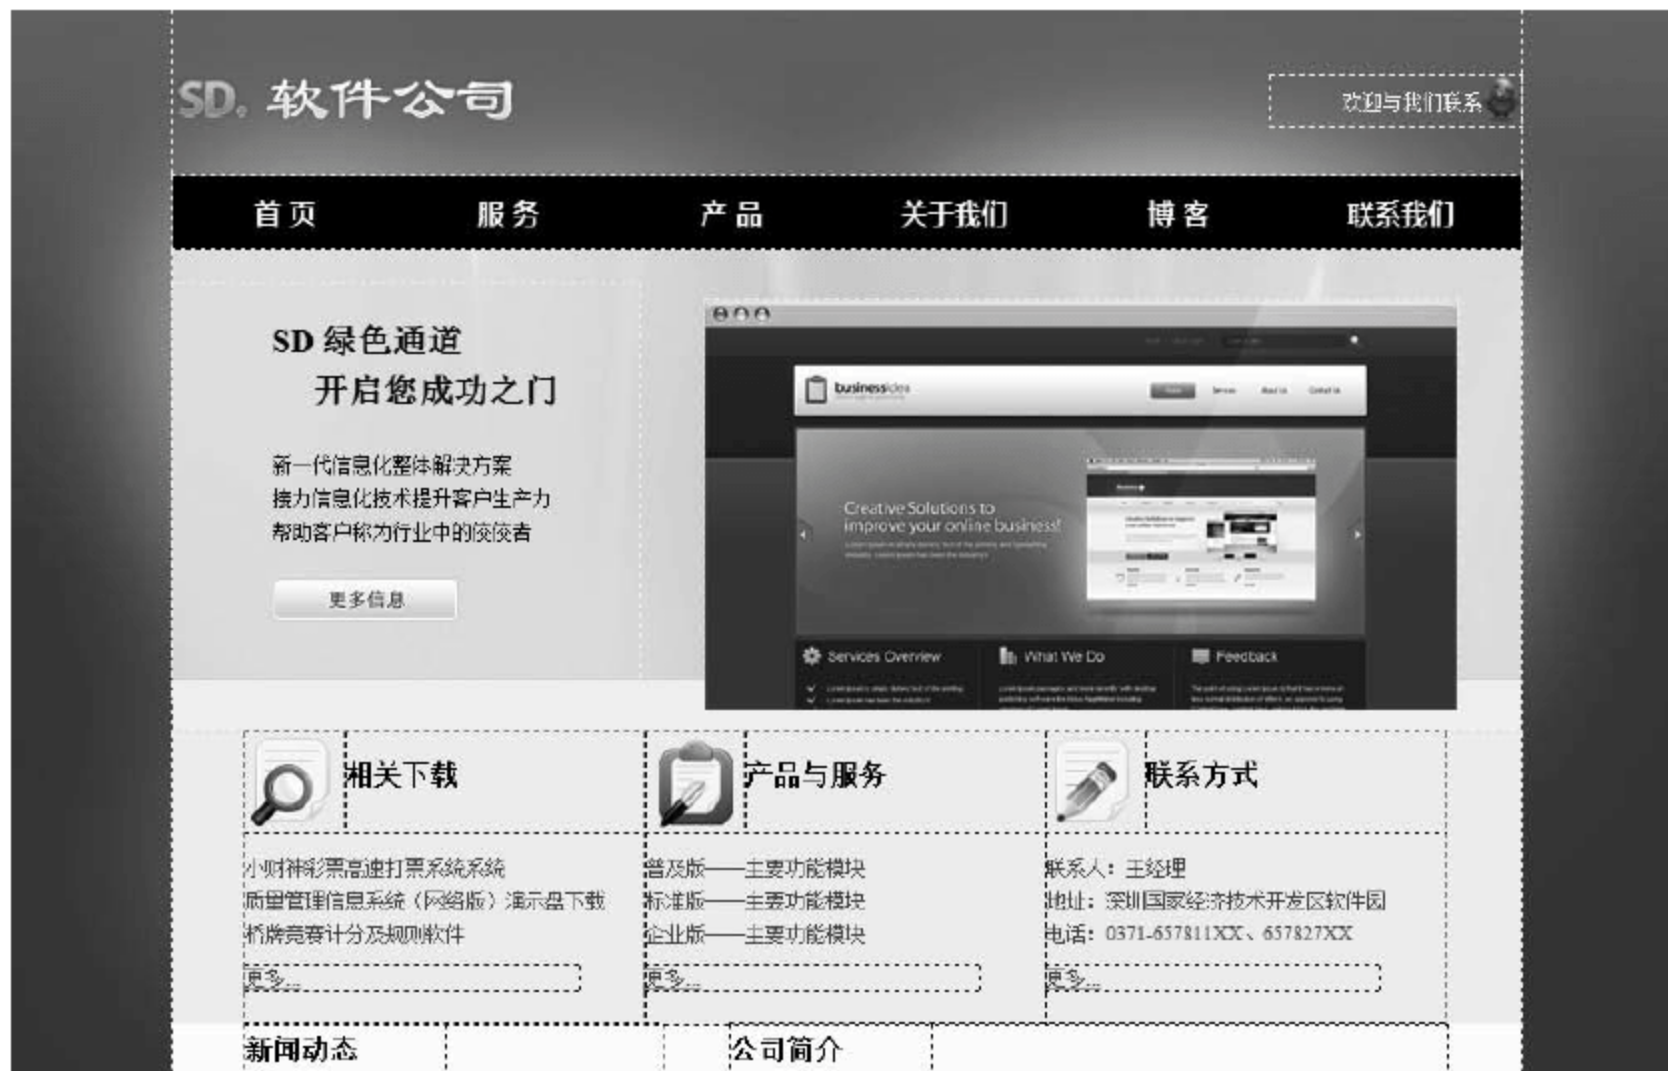 SD. 软件公司
欢迎与我们联系
首页 服务 产品 关于我们 博客 联系我们
SD 绿色通道
开启您成功之门
新一代信息化整体解决方案
接力信息化技术提升客户生产力
帮助客户称为行业中的佼佼者
更多信息
businessidea
Home Services About Us Contact Us
Creative Solutions to
improve your online business!
Services Overview What We Do Feedback
相关下载
小财神彩票高速打票系统系统
质量管理信息系统（网络版）演示盘下载
桥牌竞赛计分及规则软件
更多...
产品与服务
普及版——主要功能模块
标准版——主要功能模块
企业版——主要功能模块
更多...
联系方式
联系人：王经理
地址：深圳国家经济技术开发区软件园
电话：0371-657811XX、657827XX
更多...
新闻动态
公司简介